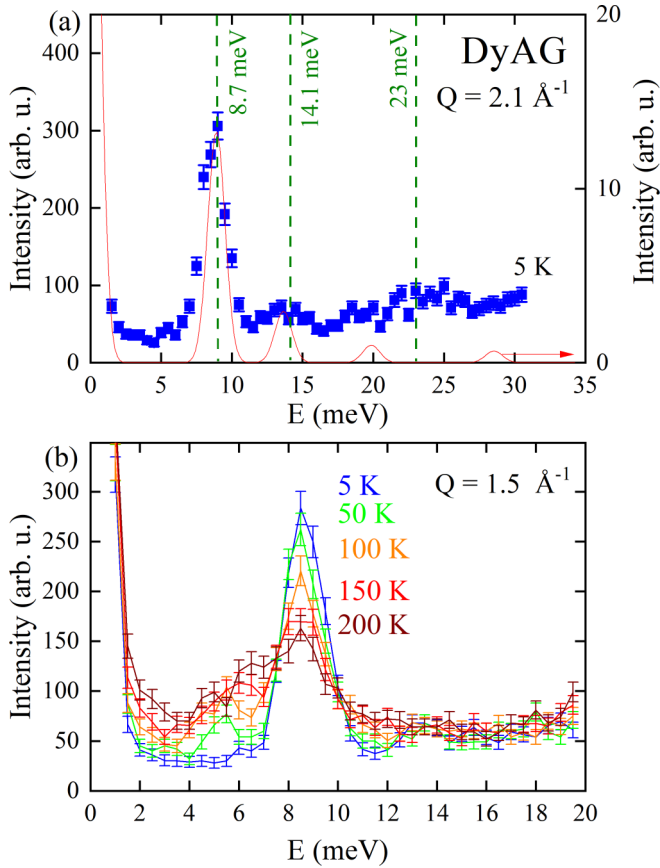 (a)
DyAG
Q = 2.1 Å-1
8.7 meV
14.1 meV
23 meV
5 K
Intensity (arb. u.)
400
300
200
100
0
20
10
0
Intensity (arb. u.)
0 5 10 15 20 25 30 35
E (meV)
(b)
Q = 1.5 Å-1
5 K
50 K
100 K
150 K
200 K
Intensity (arb. u.)
350
300
250
200
150
100
50
0
0 2 4 6 8 10 12 14 16 18 20
E (meV)